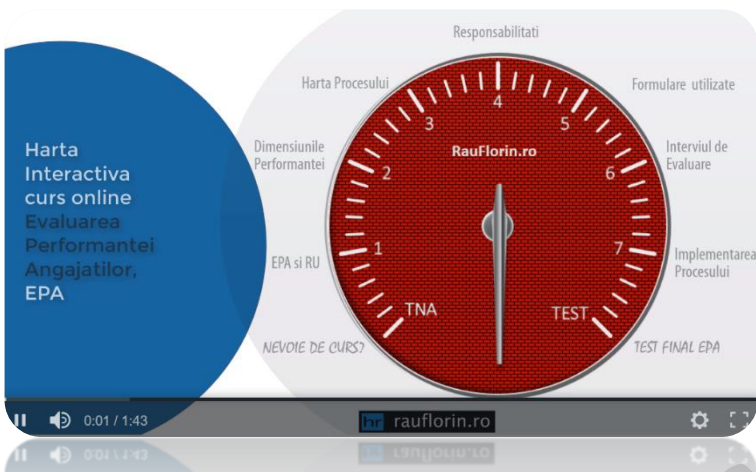 Harta
Interactiva
curs online
Evaluarea
Performantei
Angajatilor,
EPA
Responsabilitati
Harta Procesului
Formulare utilizate
Dimensiunile
Performantei
Interviul de
Evaluare
EPA si RU
Implementarea
Procesului
NEVOIE DE CURS?
TEST FINAL EPA
4
3
5
RauFlorin.ro
2
6
1
7
TNA
TEST
0:01 / 1:43
hr rauflorin.ro